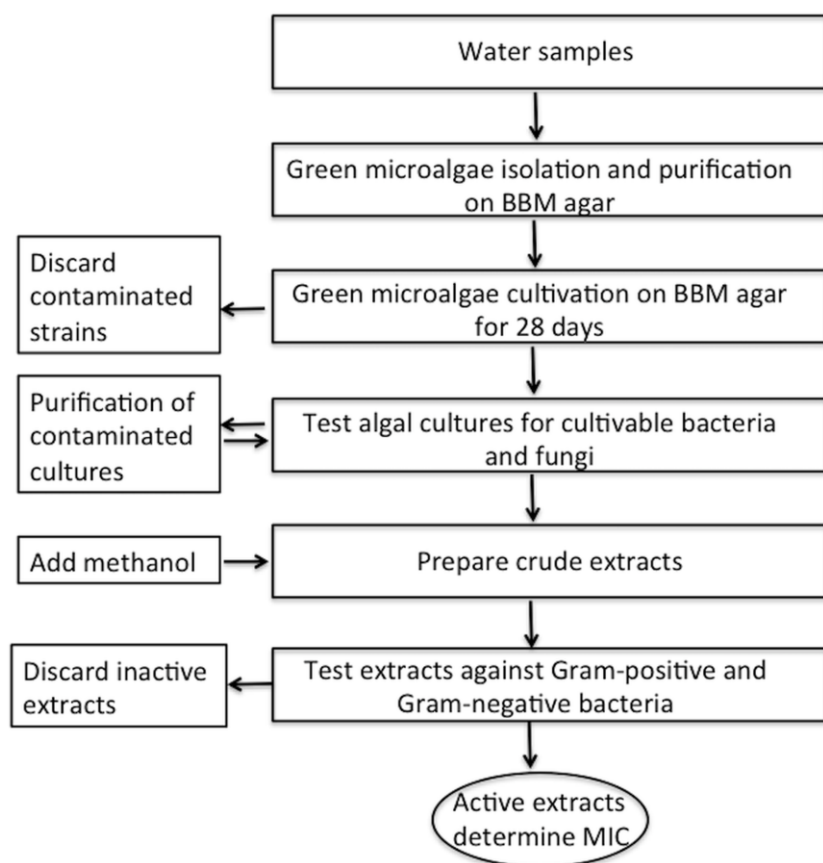 Water samples
Green microalgae isolation and purification
on BBM agar
Discard
contaminated
strains
Green microalgae cultivation on BBM agar
for 28 days
Purification of
contaminated
cultures
Test algal cultures for cultivable bacteria
and fungi
Add methanol
Prepare crude extracts
Discard inactive
extracts
Test extracts against Gram-positive and
Gram-negative bacteria
Active extracts
determine MIC